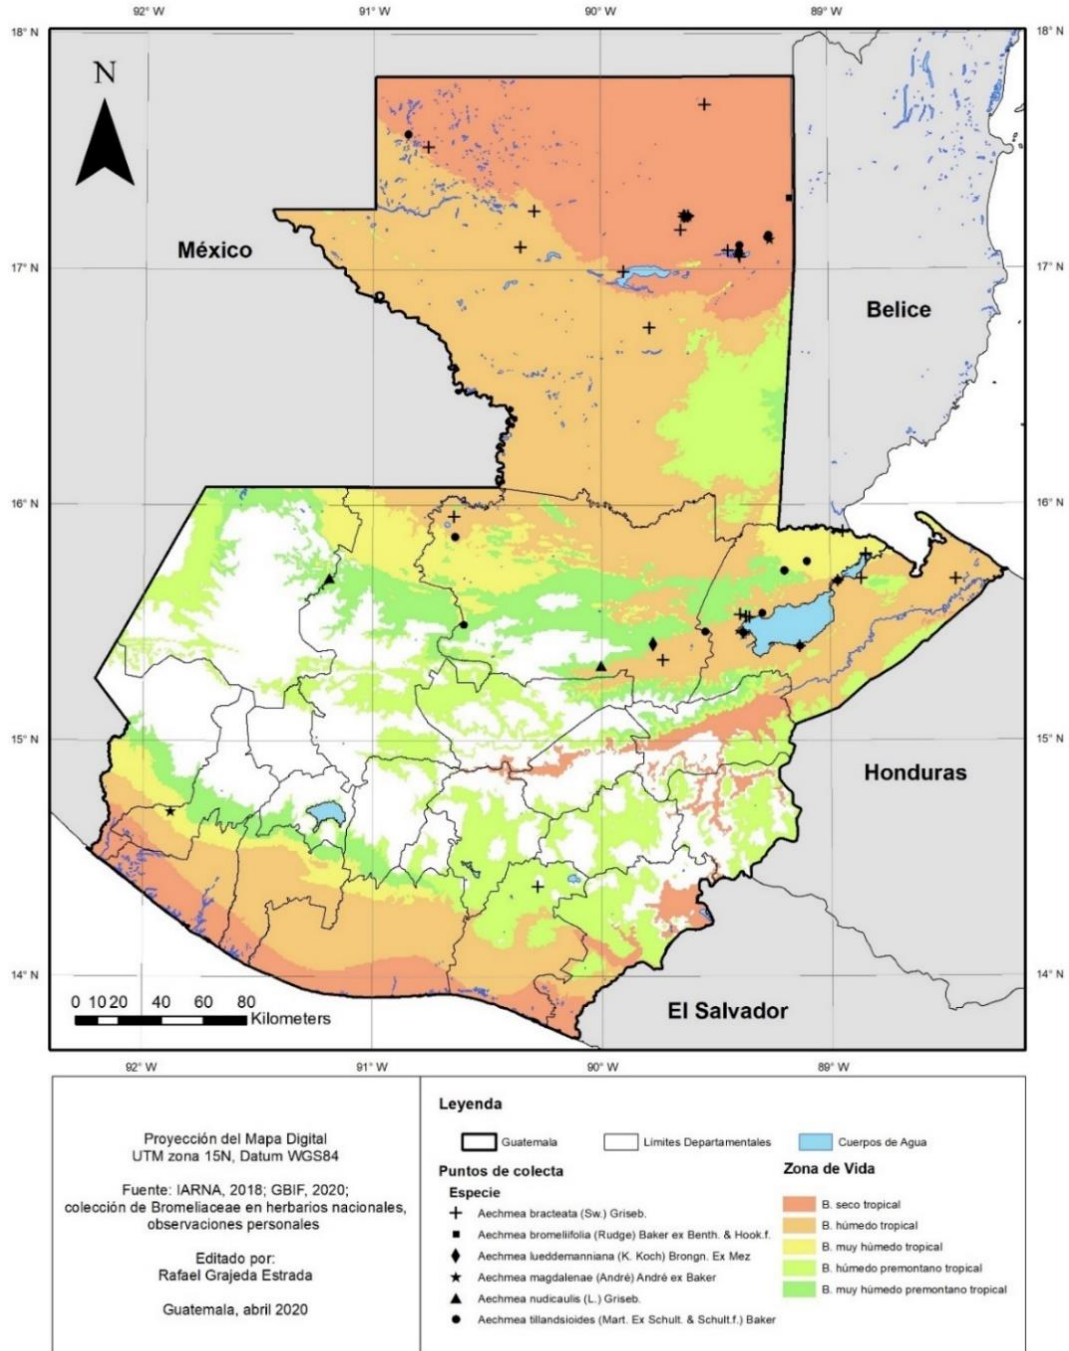 92° W 91° W 90° W 89° W
18° N 18° N
N
México
17° N 17° N
Belice
16° N 16° N
15° N 15° N
Honduras
14° N 14° N
0 10 20 40 60 80
Kilometers
El Salvador
92° W 91° W 90° W 89° W
Proyección del Mapa Digital
UTM zona 15N, Datum WGS84
Fuente: IARNA, 2018; GBIF, 2020;
colección de Bromeliaceae en herbarios nacionales,
observaciones personales
Editado por:
Rafael Grajeda Estrada
Guatemala, abril 2020
Leyenda
Guatemala Límites Departamentales Cuerpos de Agua
Puntos de colecta
Especie
Aechmea bracteata (Sw.) Griseb.
Aechmea bromeliifolia (Rudge) Baker ex Benth. & Hook.f.
Aechmea lueddemanniana (K. Koch) Brongn. Ex Mez
Aechmea magdalenae (André) André ex Baker
Aechmea nudicaulis (L.) Griseb.
Aechmea tillandsioides (Mart. Ex Schult. & Schult.f.) Baker
Zona de Vida
B. seco tropical
B. húmedo tropical
B. muy húmedo tropical
B. húmedo premontano tropical
B. muy húmedo premontano tropical